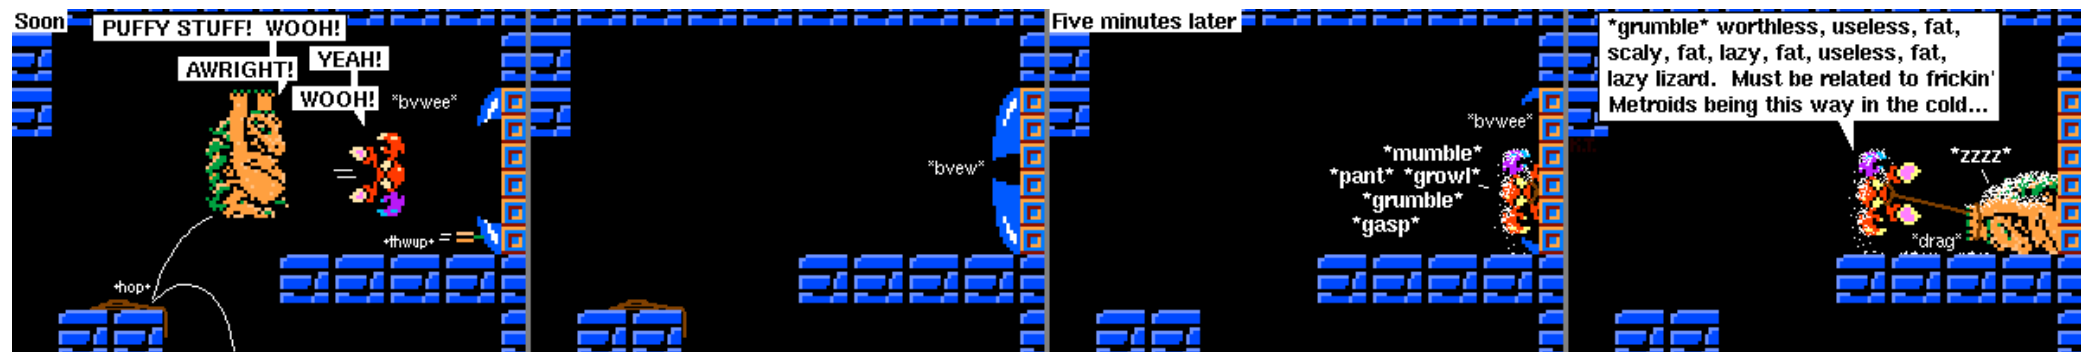 Soon
PUFFY STUFF! WOOH!
AWRIGHT!
YEAH!
WOOH!
*bvwee*
*thwup*
*hop*
*bvew*
Five minutes later
*bvwee*
*mumble*
*pant* *growl*
*grumble*
*gasp*
*grumble* worthless, useless, fat,
scaly, fat, lazy, fat, useless, fat,
lazy lizard. Must be related to frickin'
Metroids being this way in the cold...
*zzzz*
*drag*